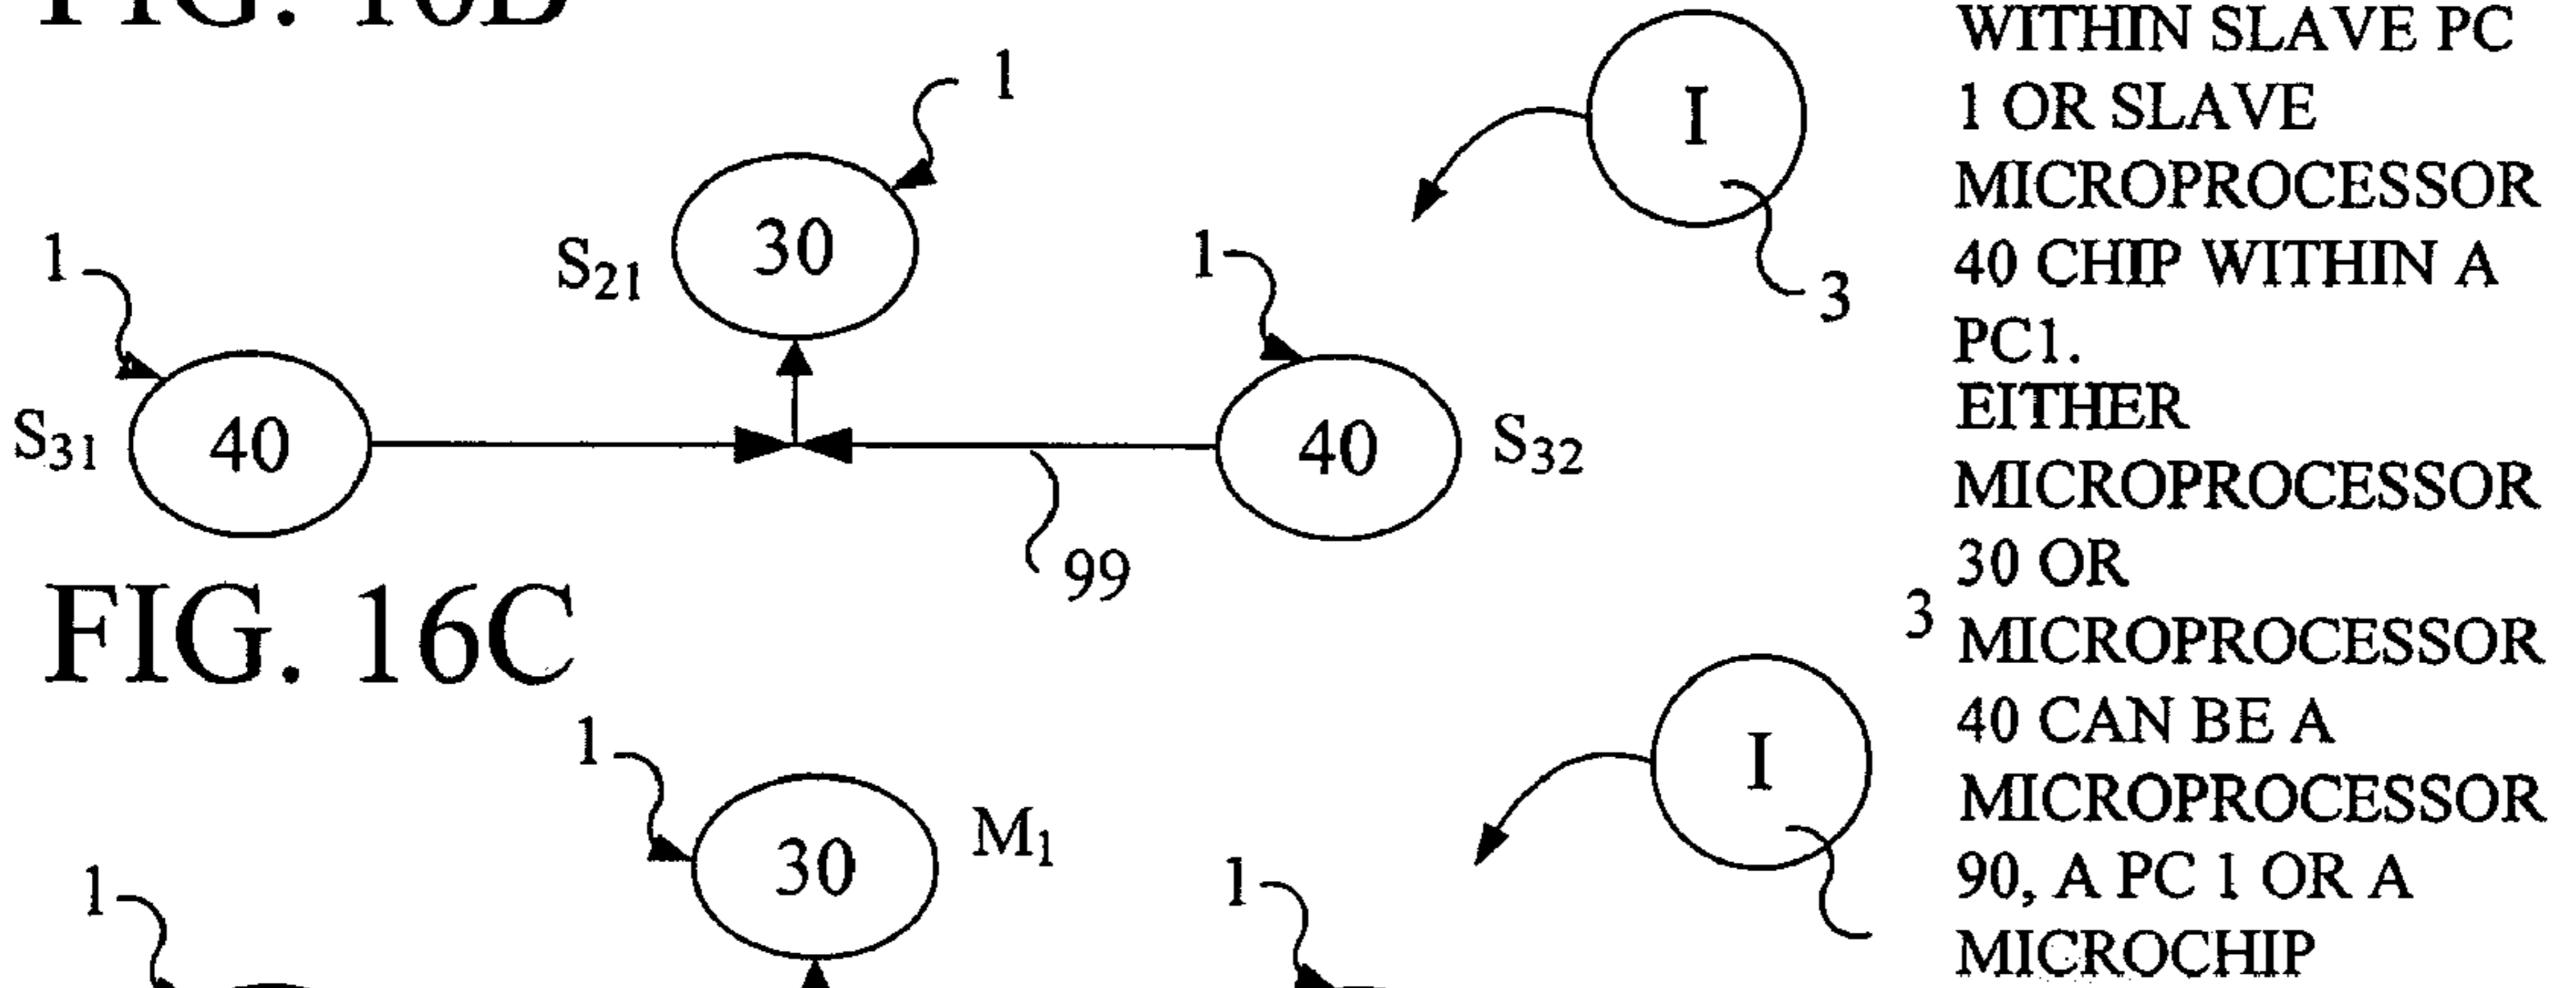 FIG. 16B
1
30
S21
1
40
S31
1
40
S32
99
I
3
FIG. 16C
1
30
M1
1
1
I
3
WITHIN SLAVE PC
1 OR SLAVE
MICROPROCESSOR
40 CHIP WITHIN A
PC1.
EITHER
MICROPROCESSOR
30 OR
MICROPROCESSOR
40 CAN BE A
MICROPROCESSOR
90, A PC 1 OR A
MICROCHIP